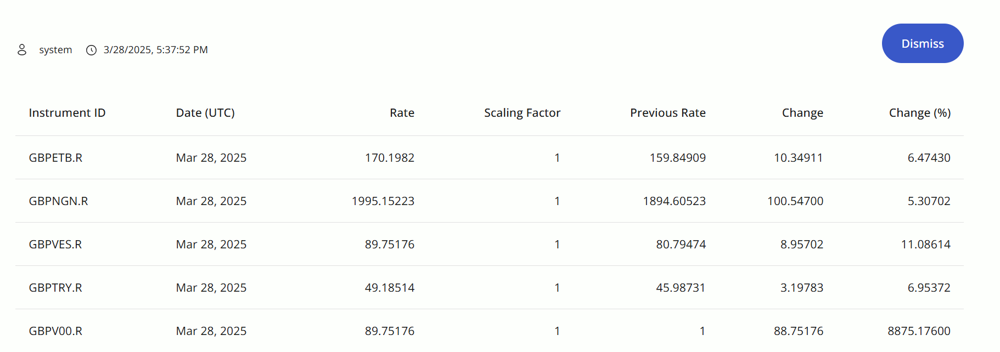 Dismiss
system 3/28/2025, 5:37:52 PM
Instrument ID Date (UTC) Rate Scaling Factor Previous Rate Change Change (%)
GBPETB.R Mar 28, 2025 170.1982 1 159.84909 10.34911 6.47430
GBPNGN.R Mar 28, 2025 1995.15223 1 1894.60523 100.54700 5.30702
GBPVES.R Mar 28, 2025 89.75176 1 80.79474 8.95702 11.08614
GBPTRY.R Mar 28, 2025 49.18514 1 45.98731 3.19783 6.95372
GBPV00.R Mar 28, 2025 89.75176 1 1 88.75176 8875.17600